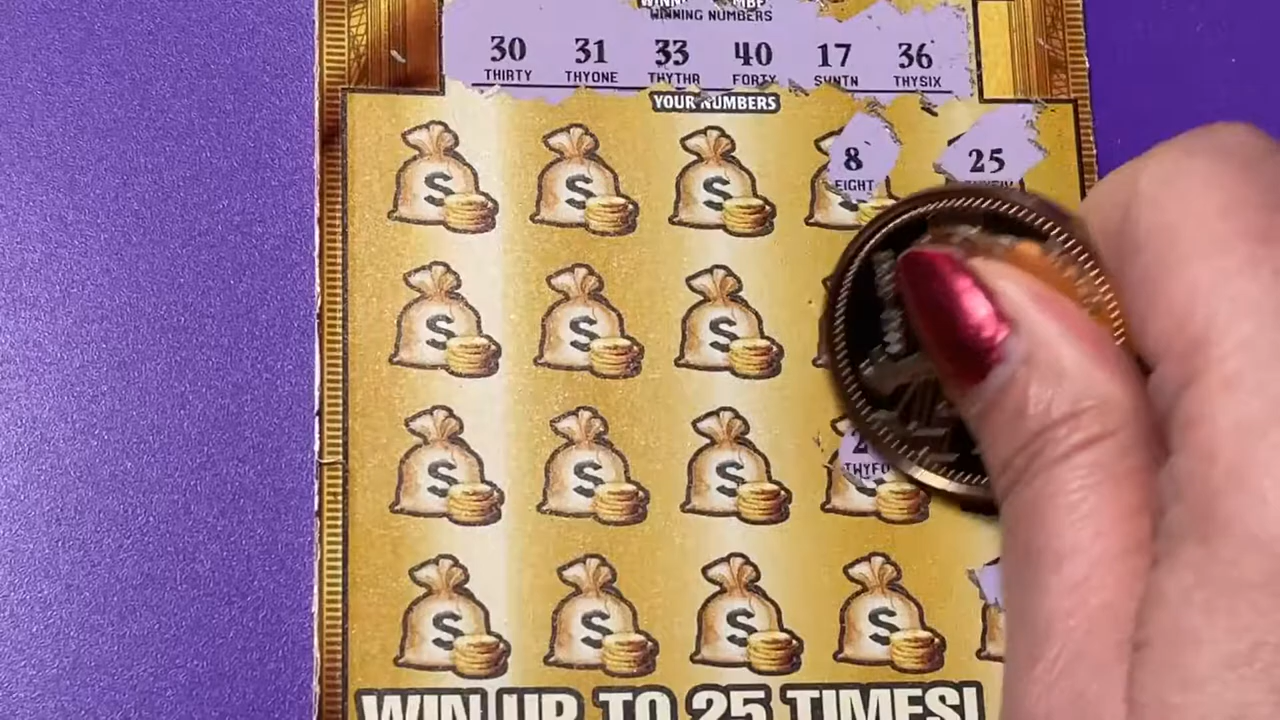 WINNING NUMBERS
30 31 33 40 17 36
THIRTY THYONE THYTHR FORTY SVNTN THYSIX
YOUR NUMBERS
8 25
EIGHT
$ $ $
$ $ $
2
THYFO
$ $ $
$ $ $ $
WIN UP TO 25 TIMES!